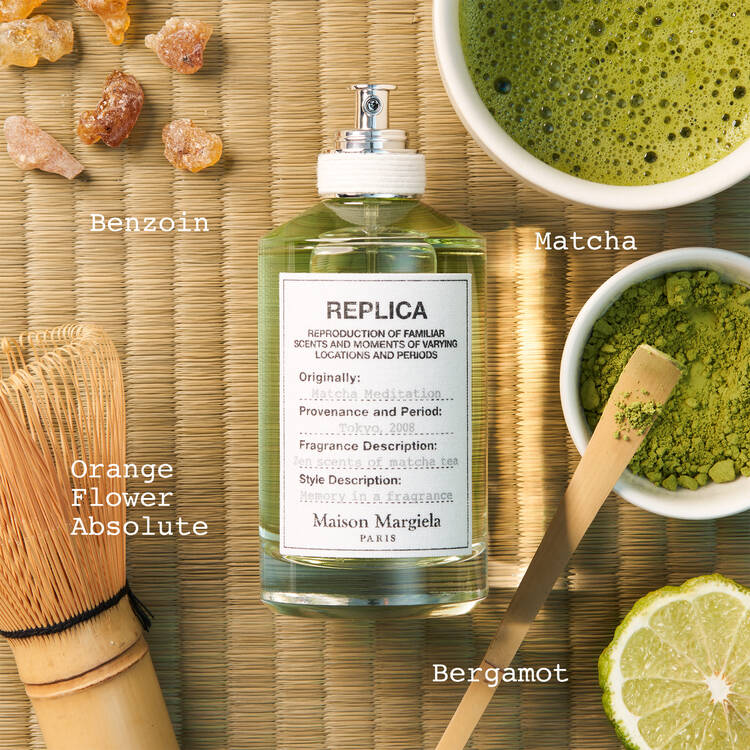 Benzoin
Matcha
REPLICA
REPRODUCTION OF FAMILIAR
SCENTS AND MOMENTS OF VARYING
LOCATIONS AND PERIODS
Originally:
Matcha Meditation
Provenance and Period:
Tokyo, 2008
Fragrance Description:
Zen scents of matcha tea
Style Description:
Memory in a fragrance
Maison Margiela
PARIS
Orange
Flower
Absolute
Bergamot